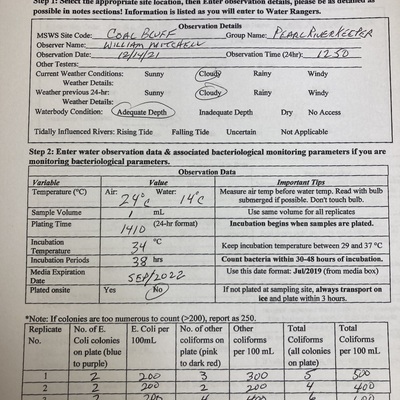 Step 1: Select the appropriate site location, then Enter observation details, please be as detailed as
possible in notes sections! Information is listed as you will enter to Water Rangers.
Observation Details
MSWS Site Code: COAL BLUFF Group Name: PEARL RIVERKEEPER
Observer Name: WILLIAM MITCHELL
Observation Date: 12/14/21 Observation Time (24hr): 1250
Other Testers:
Current Weather Conditions: Sunny Cloudy Rainy Windy
Weather Details:
Weather previous 24-hr: Sunny Cloudy Rainy Windy
Weather Details:
Waterbody Condition: Adequate Depth Inadequate Depth Dry No Access
Tidally Influenced Rivers: Rising Tide Falling Tide Uncertain Not Applicable
Step 2: Enter water observation data & associated bacteriological monitoring parameters if you are
monitoring bacteriological parameters.
Observation Data
Variable Value Important Tips
Temperature (°C) Air: 24°C Water: 14°C Measure air temp before water temp. Read with bulb
submerged if possible. Don't touch bulb.
Sample Volume 1 mL Use same volume for all replicates
Plating Time 1410 (24-hr format) Incubation begins when samples are plated.
Incubation
Temperature 34 °C Keep incubation temperature between 29 and 37 °C
Incubation Periods 38 hrs Count bacteria within 30-48 hours of incubation.
Media Expiration
Date SEP/2022 Use this date format: Jul/2019 (from media box)
Plated onsite Yes No If not plated at sampling site, always transport on
ice and plate within 3 hours.
*Note: If colonies are too numerous to count (>200), report as 250.
Replicate No. of E. E. Coli per No. of other Other Total Total
No. Coli colonies 100mL coliforms on coliforms Coliforms Coliforms
on plate (blue plate (pink per 100 mL (all colonies per 100 mL
to purple) to dark red) on plate)
1 2 200 3 300 5 500
2 2 200 2 200 4 400
3 2 200 4 400 6